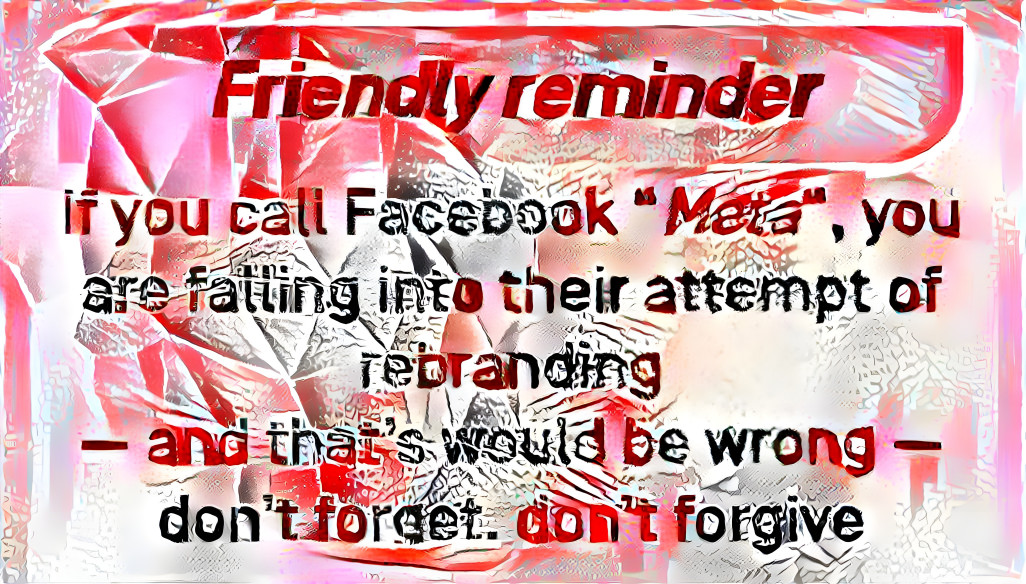 Friendly reminder
if you call Facebook "Meta", you
are falling into their attempt of
rebranding
— and that's would be wrong —
don't forget. don't forgive